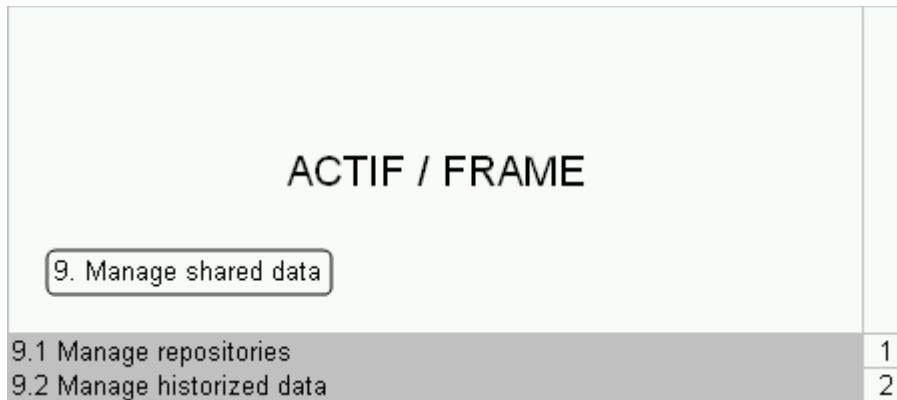 ACTIF / FRAME
9. Manage shared data
9.1 Manage repositories 1
9.2 Manage historized data 2